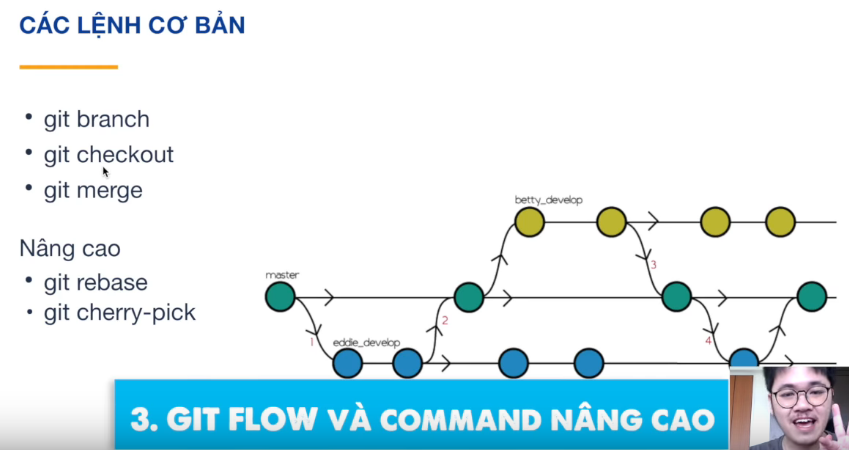 CÁC LỆNH CƠ BẢN
• git branch
• git checkout
• git merge
Nâng cao
• git rebase
• git cherry-pick
betty_develop
3
master
2
4
1
eddie_develop
3. GIT FLOW VÀ COMMAND NÂNG CAO